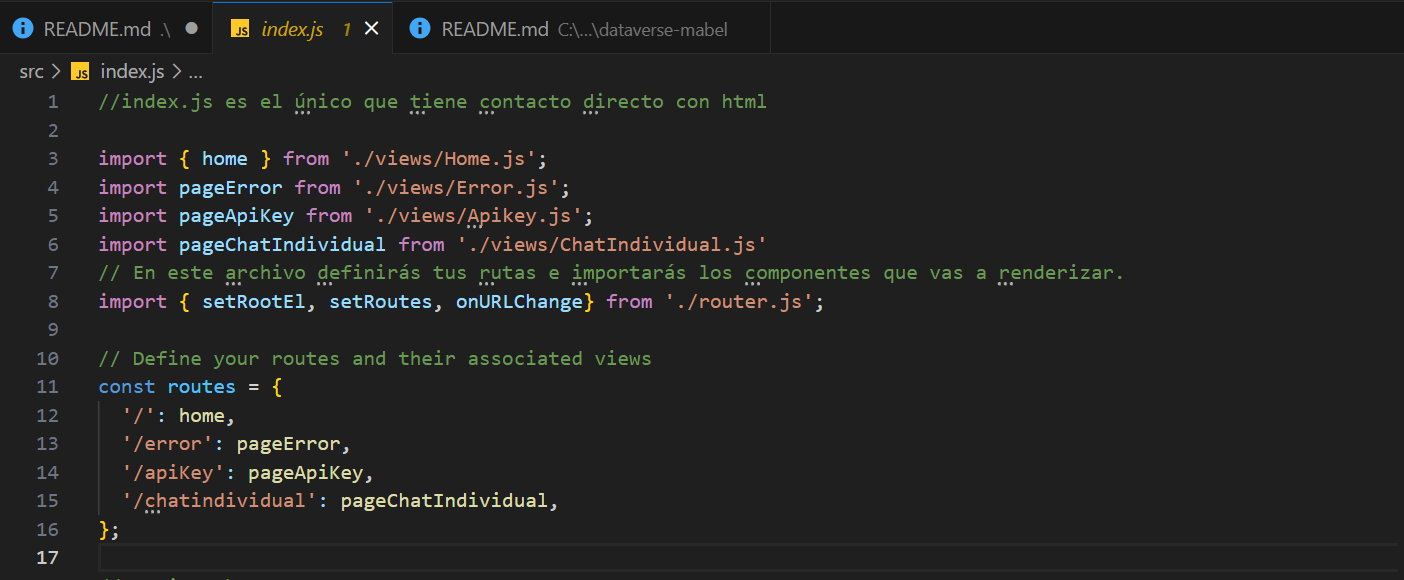 README.md .\ ● JS index.js 1 × README.md C:\...\dataverse-mabel
src > JS index.js > ...
1 //index.js es el único que tiene contacto directo con html
2
3 import { home } from './views/Home.js';
4 import pageError from './views/Error.js';
5 import pageApiKey from './views/Apikey.js';
6 import pageChatIndividual from './views/ChatIndividual.js'
7 // En este archivo definirás tus rutas e importarás los componentes que vas a renderizar.
8 import { setRootEl, setRoutes, onURLChange} from './router.js';
9
10 // Define your routes and their associated views
11 const routes = {
12 '/': home,
13 '/error': pageError,
14 '/apiKey': pageApiKey,
15 '/chatindividual': pageChatIndividual,
16 };
17